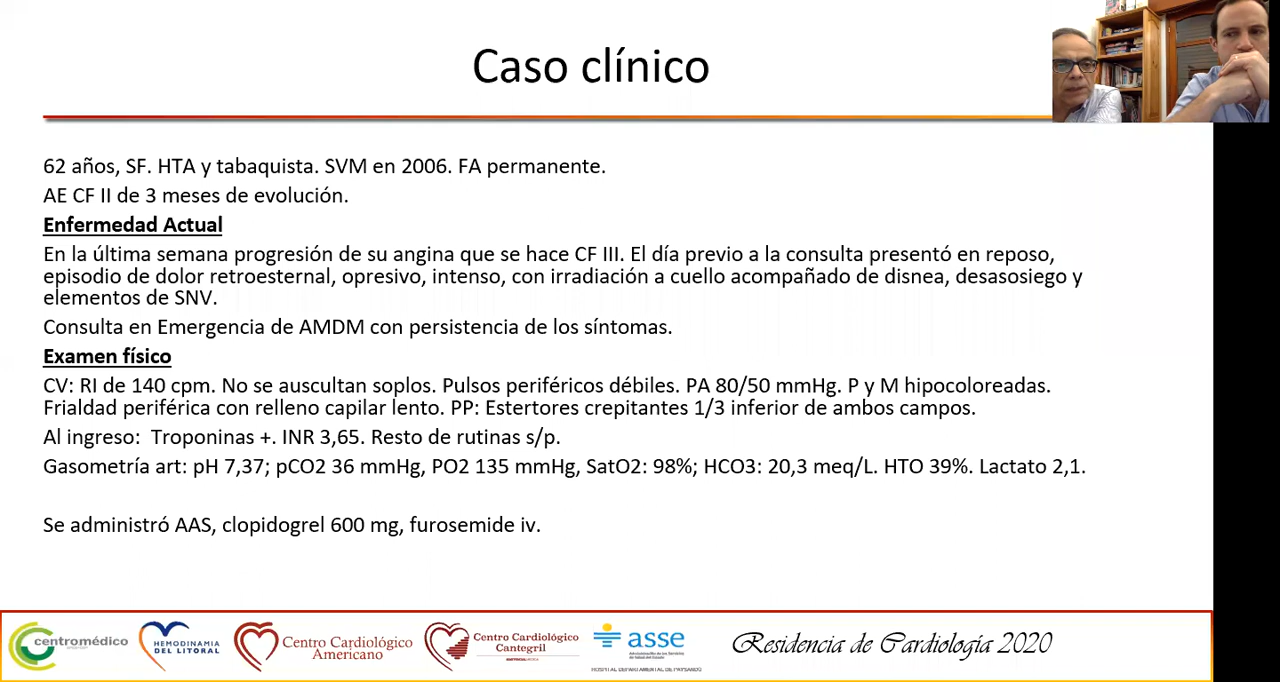 Caso clínico
62 años, SF. HTA y tabaquista. SVM en 2006. FA permanente.
AE CF II de 3 meses de evolución.
Enfermedad Actual
En la última semana progresión de su angina que se hace CF III. El día previo a la consulta presentó en reposo,
episodio de dolor retroesternal, opresivo, intenso, con irradiación a cuello acompañado de disnea, desasosiego y
elementos de SNV.
Consulta en Emergencia de AMDM con persistencia de los síntomas.
Examen físico
CV: RI de 140 cpm. No se auscultan soplos. Pulsos periféricos débiles. PA 80/50 mmHg. P y M hipocoloreadas.
Frialdad periférica con relleno capilar lento. PP: Estertores crepitantes 1/3 inferior de ambos campos.
Al ingreso: Troponinas +. INR 3,65. Resto de rutinas s/p.
Gasometría art: pH 7,37; pCO2 36 mmHg, PO2 135 mmHg, SatO2: 98%; HCO3: 20,3 meq/L. HTO 39%. Lactato 2,1.
Se administró AAS, clopidogrel 600 mg, furosemide iv.
centromédico
HEMODINAMIA
DEL LITORAL
Centro Cardiológico
Americano
Centro Cardiológico
Cantegril
asse
HOSPITAL DEPARTAMENTAL DE PAYSANDÚ
Residencia de Cardiología 2020